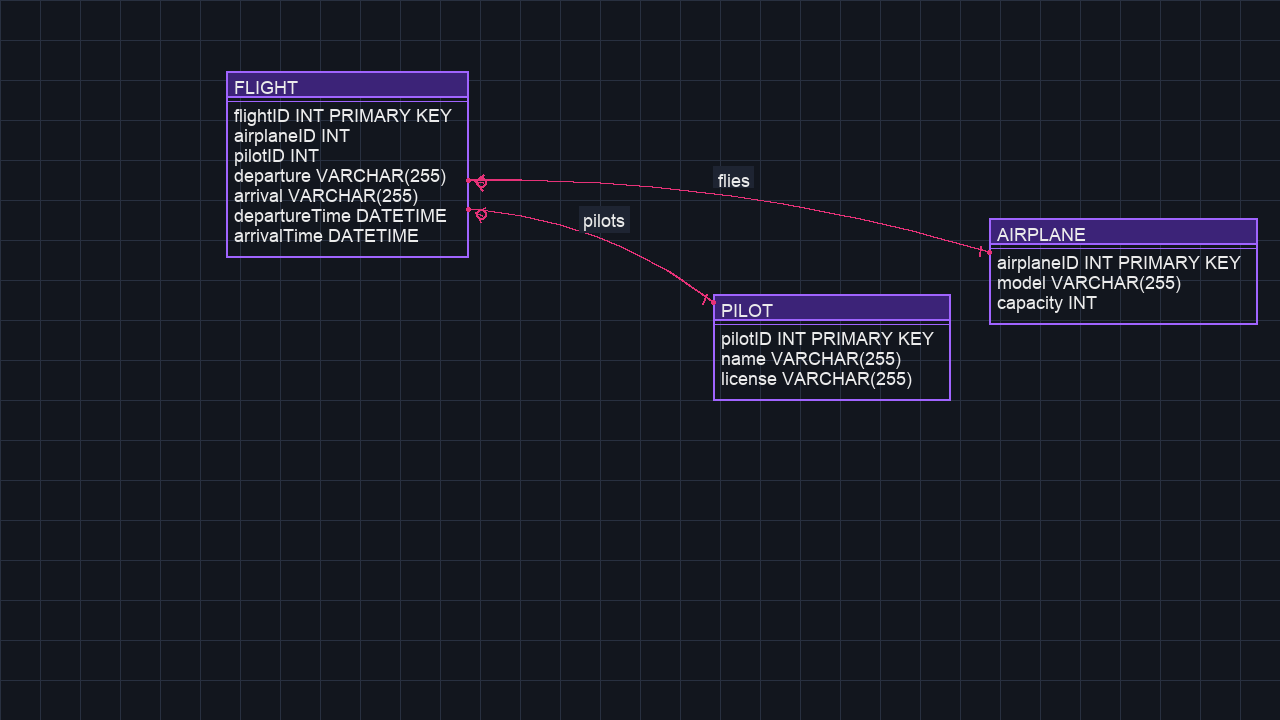 FLIGHT
flightID INT PRIMARY KEY
airplaneID INT
pilotID INT
departure VARCHAR(255)
arrival VARCHAR(255)
departureTime DATETIME
arrivalTime DATETIME
flies
pilots
AIRPLANE
airplaneID INT PRIMARY KEY
model VARCHAR(255)
capacity INT
PILOT
pilotID INT PRIMARY KEY
name VARCHAR(255)
license VARCHAR(255)